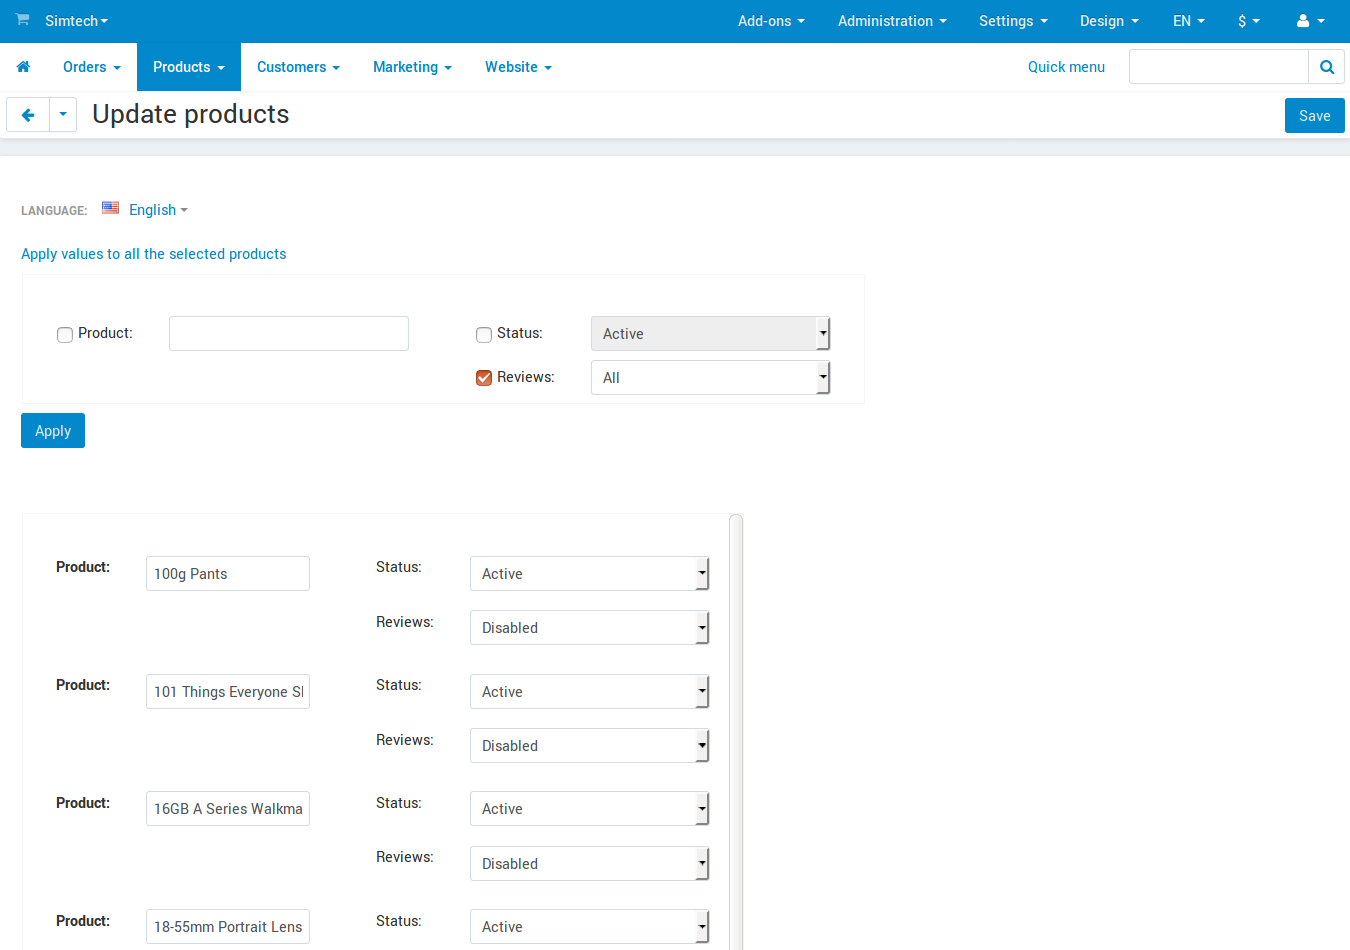 Simtech Add-ons Administration Settings Design EN $
Orders Products Customers Marketing Website Quick menu
Update products Save
LANGUAGE: English
Apply values to all the selected products
Product: Status: Active
Reviews: All
Apply
Product: 100g Pants Status: Active
Reviews: Disabled
Product: 101 Things Everyone Status: Active
Reviews: Disabled
Product: 16GB A Series Walkma Status: Active
Reviews: Disabled
Product: 18-55mm Portrait Lens Status: Active